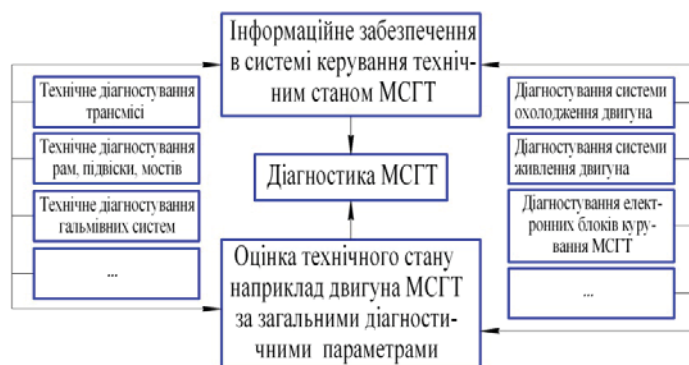 Інформаційне забезпечення
в системі керування техніч-
ним станом МСГТ
Технічне діагностування
трансмісі
Технічне діагностування
рам, підвіски, мостів
Технічне діагностування
гальмівних систем
...
Діагностика МСГТ
Оцінка технічного стану
наприклад двигуна МСГТ
за загальними діагности-
чними параметрами
Діагностування системи
охолодження двигуна
Діагностування системи
живлення двигуна
Діагностування елект-
ронних блоків куру-
вання МСГТ
...